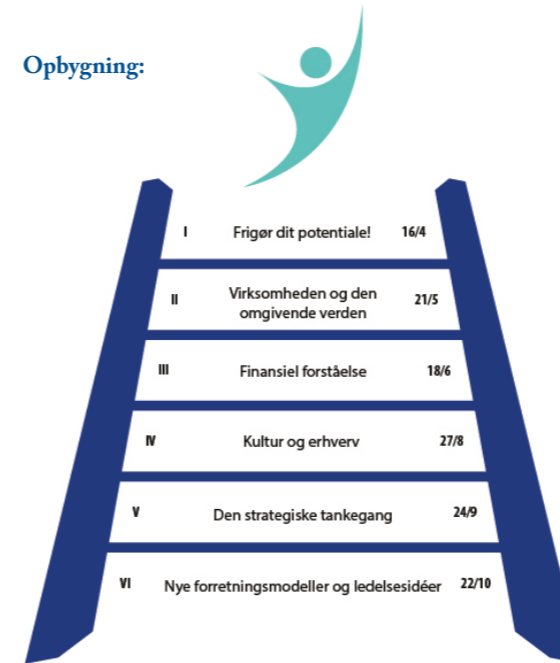 Opbygning:
I Frigør dit potentiale! 16/4
II Virksomheden og den 21/5
omgivende verden
III Finansiel forståelse 18/6
IV Kultur og erhverv 27/8
V Den strategiske tankegang 24/9
VI Nye forretningsmodeller og ledelsesidéer 22/10